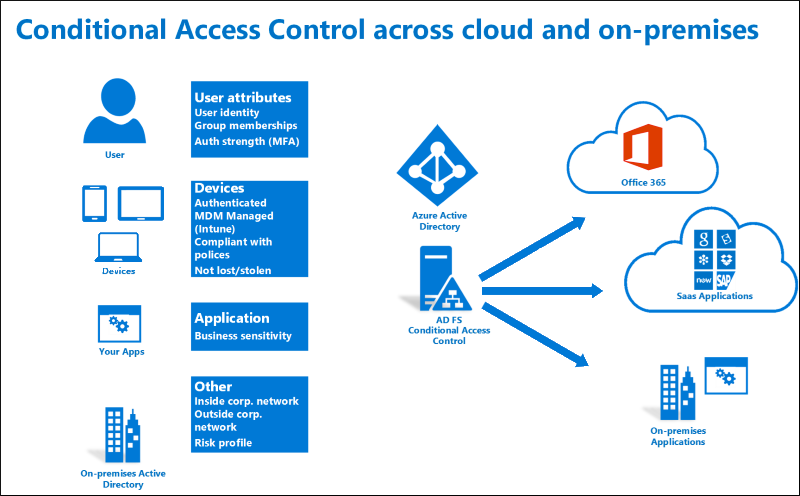 Conditional Access Control across cloud and on-premises
User
User attributes
User identity
Group memberships
Auth strength (MFA)
Devices
Devices
Authenticated
MDM Managed
(Intune)
Compliant with
polices
Not lost/stolen
Your Apps
Application
Business sensitivity
On-premises Active
Directory
Other
Inside corp. network
Outside corp.
network
Risk profile
Azure Active
Directory
AD FS
Conditional Access
Control
Office 365
g
now
SAP
Saas Applications
On-premises
Applications